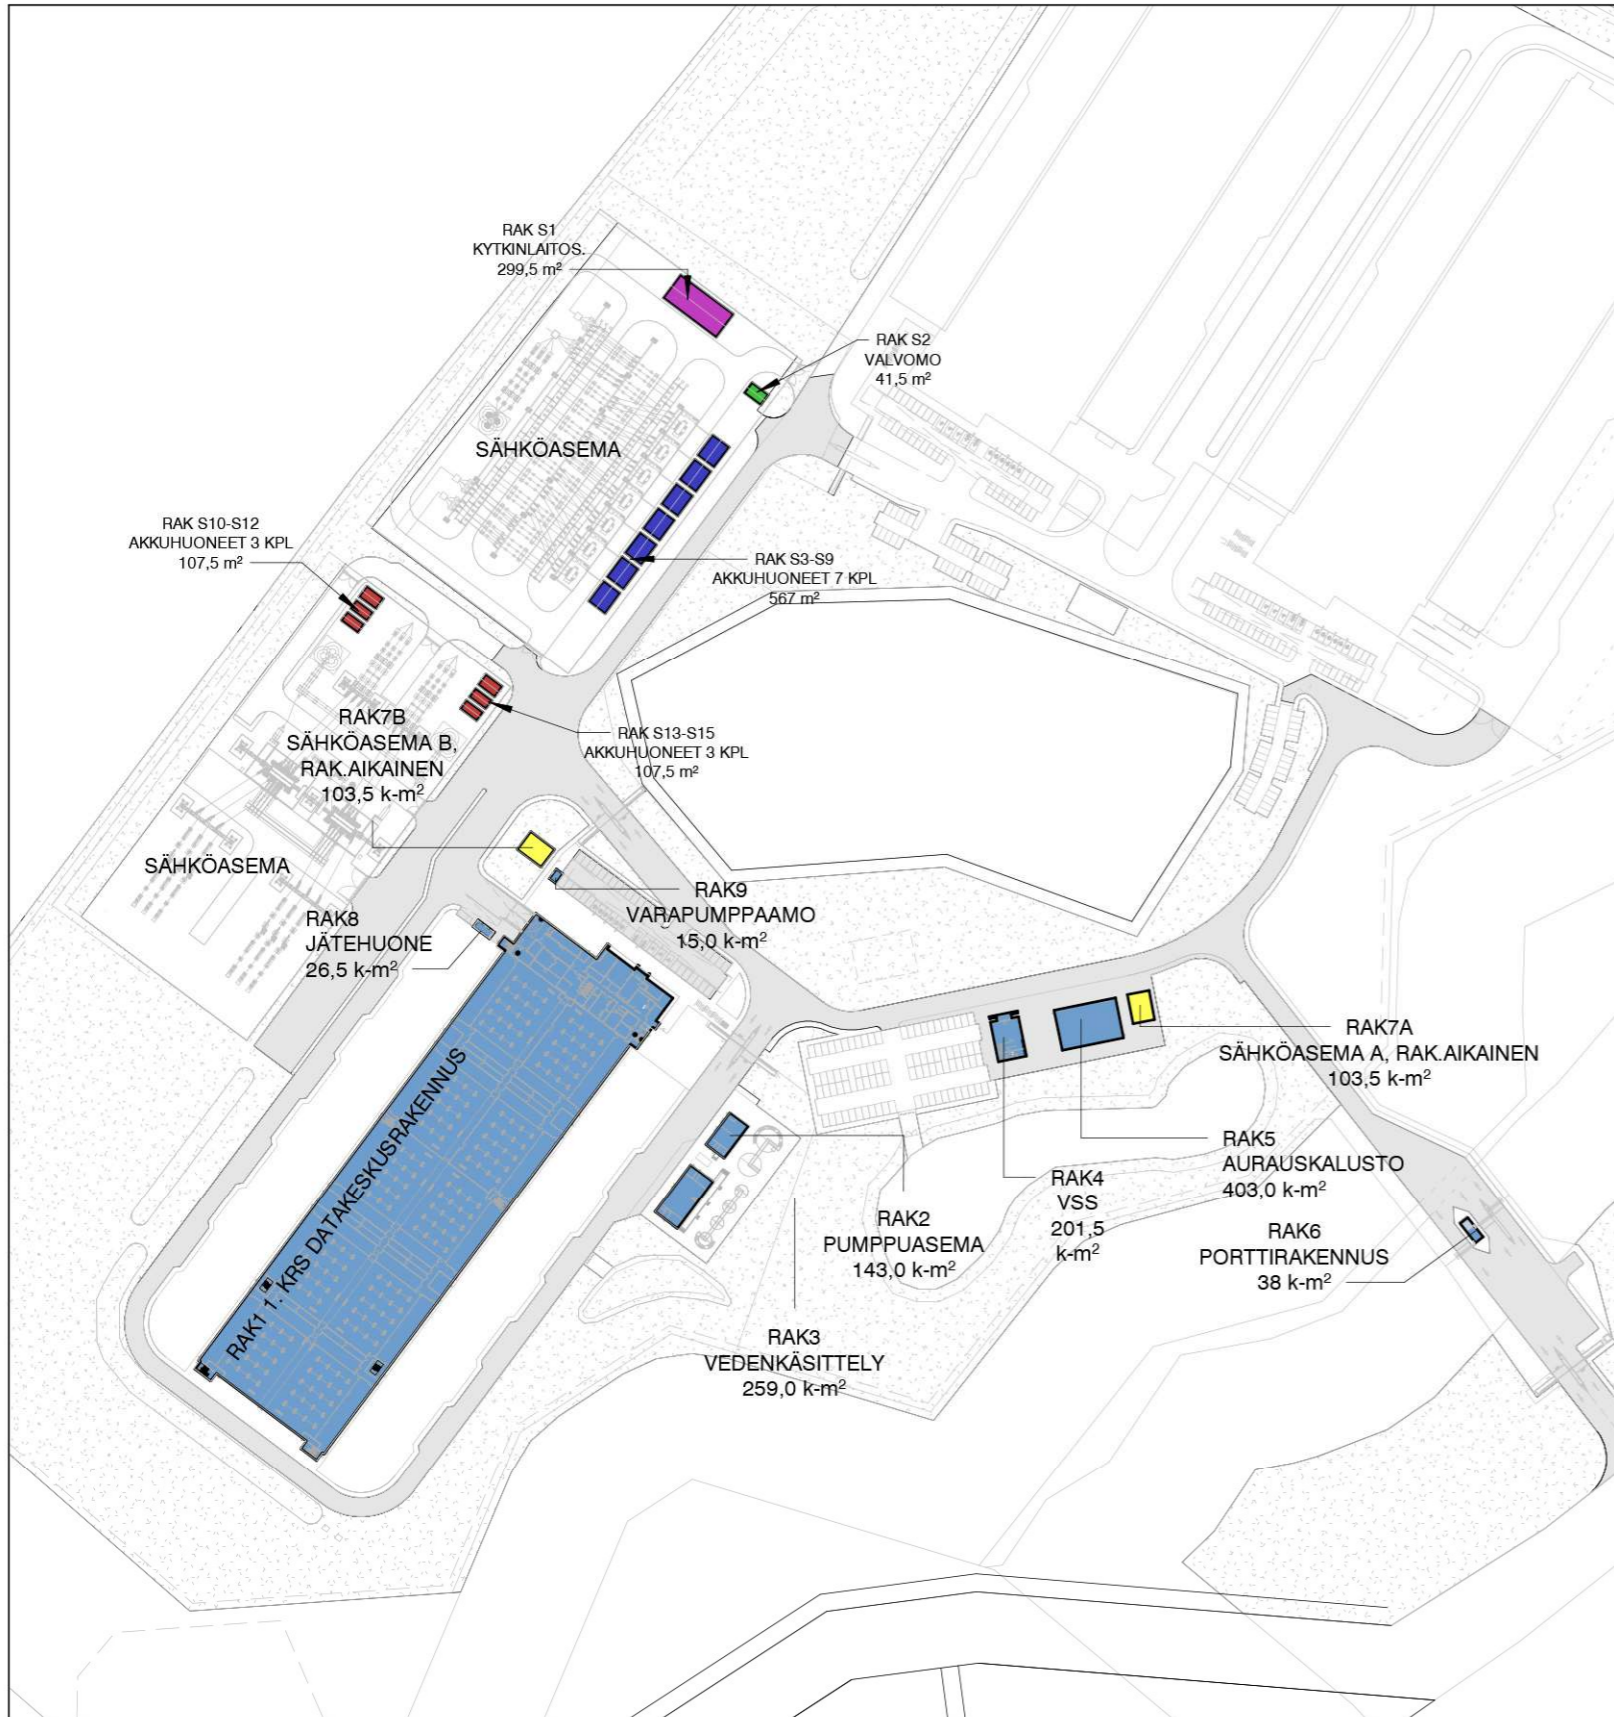 RAK S1
KYTKINLAITOS.
299,5 m²
RAK S2
VALVOMO
41,5 m²
SÄHKÖASEMA
RAK S10-S12
AKKUHUONEET 3 KPL
107,5 m²
RAK S3-S9
AKKUHUONEET 7 KPL
567 m²
RAK7B
SÄHKÖASEMA B,
RAK.AIKAINEN
103,5 k-m²
RAK S13-S15
AKKUHUONEET 3 KPL
107,5 m²
SÄHKÖASEMA
RAK9
VARAPUMPPAAMO
15,0 k-m²
RAK8
JÄTEHUONE
26,5 k-m²
RAK7A
SÄHKÖASEMA A, RAK.AIKAINEN
103,5 k-m²
RAK1 1. KRS DATAKESKUSRAKENNUS
RAK5
AURAUSKALUSTO
403,0 k-m²
RAK4
VSS
201,5
k-m²
RAK2
PUMPPUASEMA
143,0 k-m²
RAK6
PORTTIRAKENNUS
38 k-m²
RAK3
VEDENKÄSITTELY
259,0 k-m²